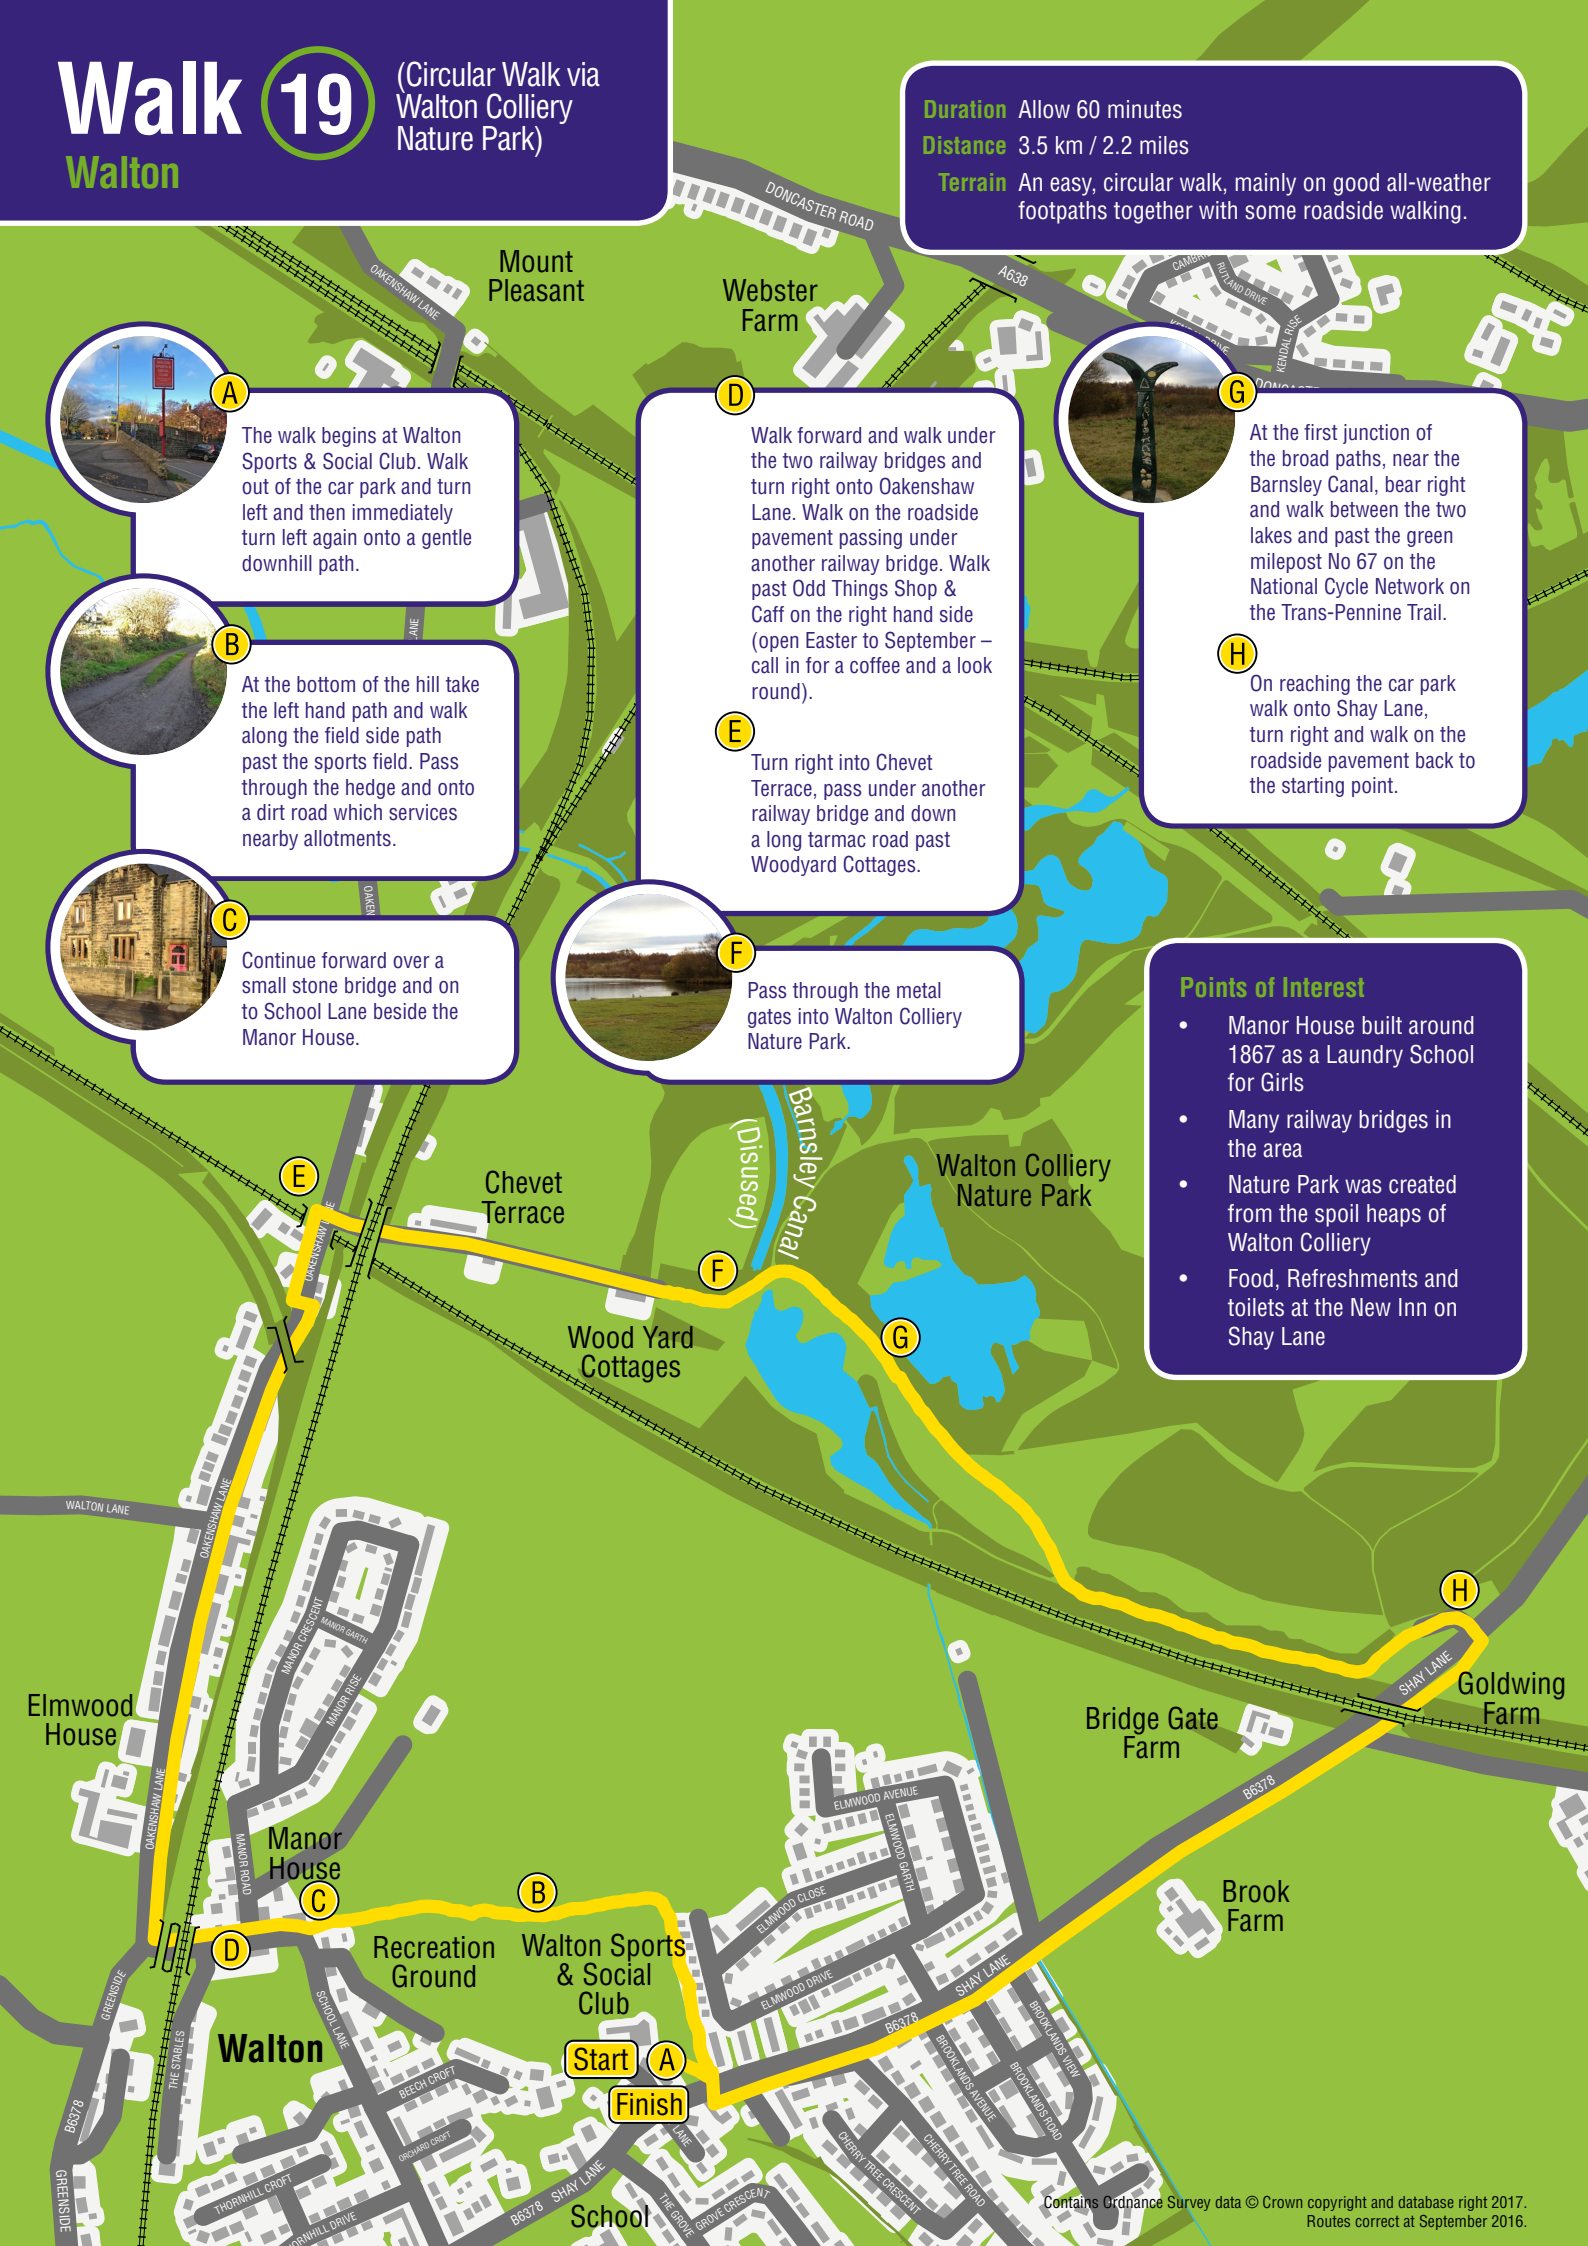 Walk 19
Walton
(Circular Walk via
Walton Colliery
Nature Park)
Duration Allow 60 minutes
Distance 3.5 km / 2.2 miles
Terrain An easy, circular walk, mainly on good all-weather
footpaths together with some roadside walking.
DONCASTER ROAD
A638
OAKENSHAW LANE
Mount
Pleasant
Webster
Farm
RUTLAND DRIVE
KENDAL RISE
A
The walk begins at Walton
Sports & Social Club. Walk
out of the car park and turn
left and then immediately
turn left again onto a gentle
downhill path.
B
At the bottom of the hill take
the left hand path and walk
along the field side path
past the sports field. Pass
through the hedge and onto
a dirt road which services
nearby allotments.
C
Continue forward over a
small stone bridge and on
to School Lane beside the
Manor House.
D
Walk forward and walk under
the two railway bridges and
turn right onto Oakenshaw
Lane. Walk on the roadside
pavement passing under
another railway bridge. Walk
past Odd Things Shop &
Caff on the right hand side
(open Easter to September –
call in for a coffee and a look
round).
E
Turn right into Chevet
Terrace, pass under another
railway bridge and down
a long tarmac road past
Woodyard Cottages.
F
Pass through the metal
gates into Walton Colliery
Nature Park.
G
At the first junction of
the broad paths, near the
Barnsley Canal, bear right
and walk between the two
lakes and past the green
milepost No 67 on the
National Cycle Network on
the Trans-Pennine Trail.
H
On reaching the car park
walk onto Shay Lane,
turn right and walk on the
roadside pavement back to
the starting point.
Points of Interest
• Manor House built around
1867 as a Laundry School
for Girls
• Many railway bridges in
the area
• Nature Park was created
from the spoil heaps of
Walton Colliery
• Food, Refreshments and
toilets at the New Inn on
Shay Lane
Barnsley Canal
(Disused)
Walton Colliery
Nature Park
E
Chevet
Terrace
OAKENSHAW LANE
F
G
Wood Yard
Cottages
WALTON LANE
OAKENSHAW LANE
H
SHAY LANE
Goldwing
Farm
Bridge Gate
Farm
B6378
MANOR CRESCENT
MANOR GARTH
MANOR RISE
Elmwood
House
OAKENSHAW LANE
MANOR ROAD
Manor
House
C
B
D
Recreation
Ground
Walton Sports
& Social
Club
ELMWOOD AVENUE
ELMWOOD GARTH
ELMWOOD CLOSE
ELMWOOD DRIVE
SHAY LANE
B6378
Brook
Farm
GREENSIDE
SCHOOL LANE
THE STABLES
Walton
Start
A
Finish
LANE
BEECH CROFT
ORCHARD CROFT
B6378
GREENSIDE
THORNHILL CROFT
B6378 SHAY LANE
School
THE GROVE
GROVE CRESCENT
CHERRY TREE CRESCENT
CHERRY TREE ROAD
BROOKLANDS AVENUE
BROOKLANDS ROAD
BROOKLANDS VIEW
Contains Ordnance Survey data © Crown copyright and database right 2017.
Routes correct at September 2016.